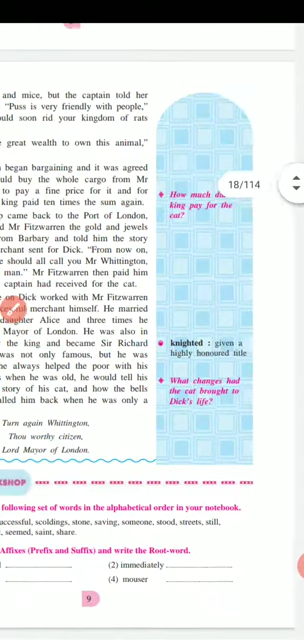 and mice, but the captain told her
"Puss is very friendly with people,"
ould soon rid your kingdom of rats
great wealth to own this animal,"
began bargaining and it was agreed
uld buy the whole cargo from Mr
to pay a fine price for it and for
king paid ten times the sum again.
came back to the Port of London,
d Mr Fitzwarren the gold and jewels
rom Barbary and told him the story
rchant sent for Dick. "From now on,
e should all call you Mr Whittington,
man." Mr Fitzwarren then paid him
captain had received for the cat.
on Dick worked with Mr Fitzwarren
ful merchant himself. He married
daughter Alice and three times he
Mayor of London. He was also in
the king and became Sir Richard
was not only famous, but he was
he always helped the poor with his
s when he was old, he would tell his
story of his cat, and how the bells
alled him back when he was only a
Turn again Whittington,
Thou worthy citizen,
Lord Mayor of London.
How much di
king pay for the
cat?
18/114
knighted : given a
highly honoured title
What changes had
the cat brought to
Dick's life?
KSHOP
following set of words in the alphabetical order in your notebook.
uccessful, scoldings, stone, saving, someone, stood, streets, still,
, seemed, saint, share.
Affixes (Prefix and Suffix) and write the Root-word.
(2) immediately
(4) mouser
9